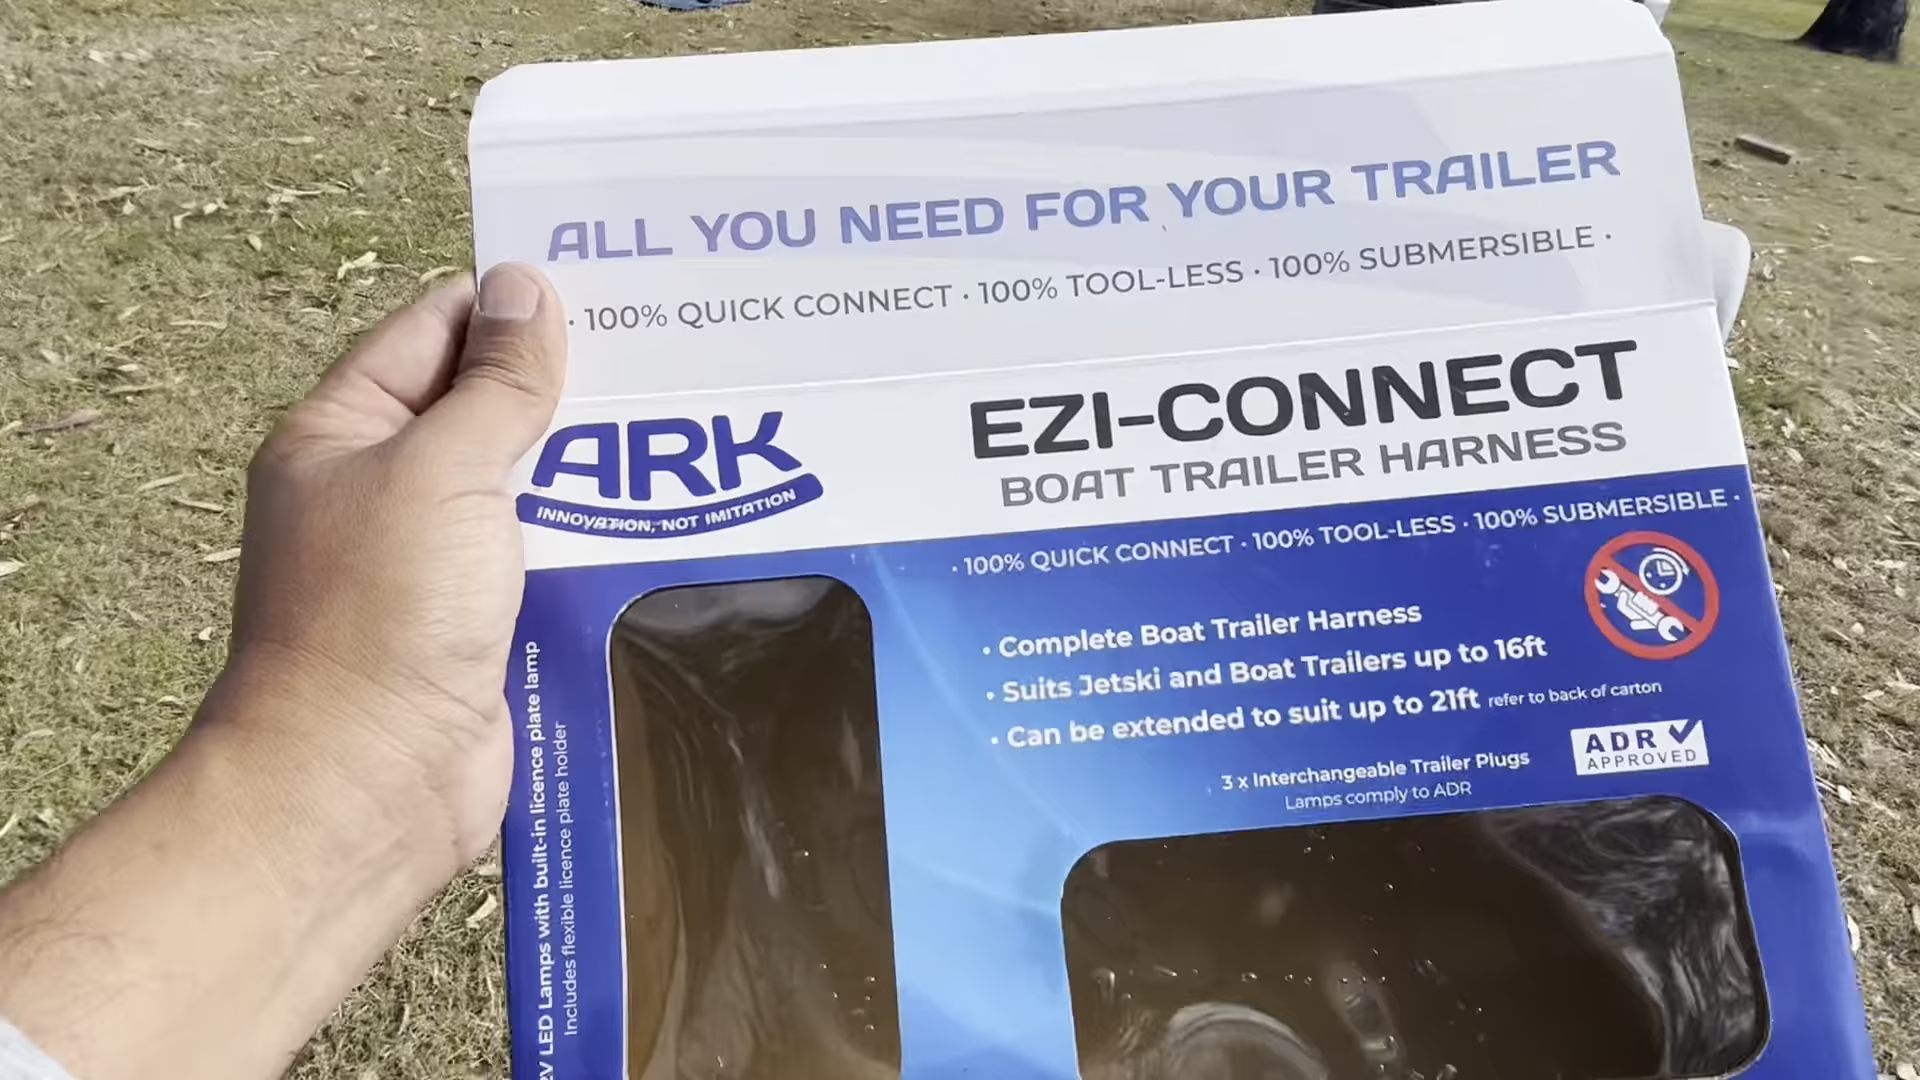 ALL YOU NEED FOR YOUR TRAILER
· 100% QUICK CONNECT · 100% TOOL-LESS · 100% SUBMERSIBLE ·
ARK
INNOVATION, NOT IMITATION
EZI-CONNECT
BOAT TRAILER HARNESS
· 100% QUICK CONNECT · 100% TOOL-LESS · 100% SUBMERSIBLE ·
• Complete Boat Trailer Harness
• Suits Jetski and Boat Trailers up to 16ft
• Can be extended to suit up to 21ft refer to back of carton
3 x Interchangeable Trailer Plugs
Lamps comply to ADR
ADR
APPROVED
LED Lamps with built-in licence plate lamp
Includes flexible licence plate holder